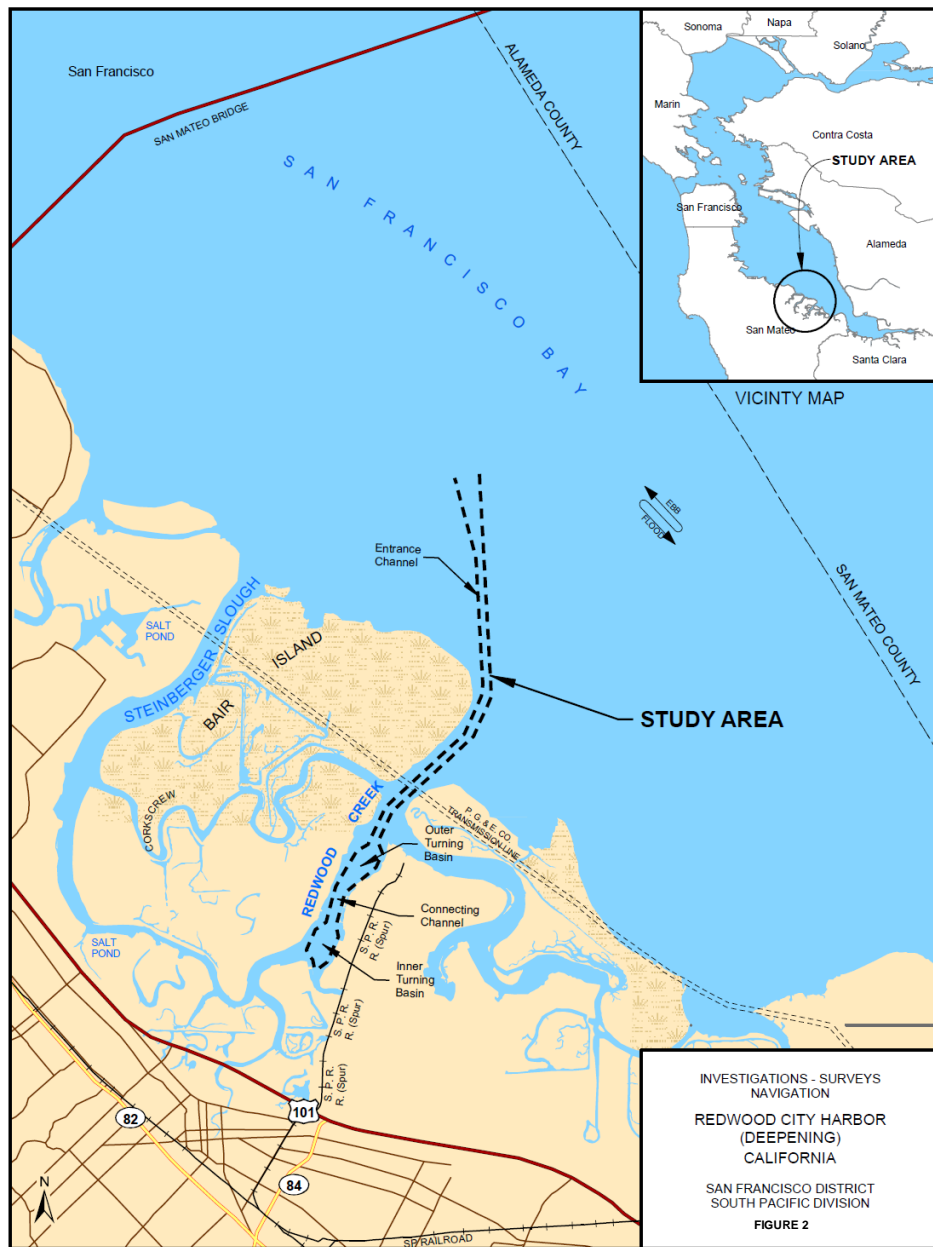 San Francisco
SAN MATEO BRIDGE
ALAMEDA COUNTY
SAN FRANCISCO BAY
Sonoma
Napa
Solano
Marin
Contra Costa
STUDY AREA
San Francisco
Alameda
San Mateo
Santa Clara
VICINTY MAP
EBB
FLOOD
SAN MATEO COUNTY
Entrance
Channel
STUDY AREA
SALT
POND
STEINBERGER SLOUGH
BAIR ISLAND
CORKSCREW
REDWOOD CREEK
P. G. & E. CO.
TRANSMISSION LINE
Outer
Turning
Basin
Connecting
Channel
Inner
Turning
Basin
S. P. R.
R. (Spur)
S. P. R.
R. (Spur)
S. P. R.
R. (Spur)
SALT
POND
101
82
84
N
SP RAILROAD
INVESTIGATIONS - SURVEYS
NAVIGATION
REDWOOD CITY HARBOR
(DEEPENING)
CALIFORNIA
SAN FRANCISCO DISTRICT
SOUTH PACIFIC DIVISION
FIGURE 2